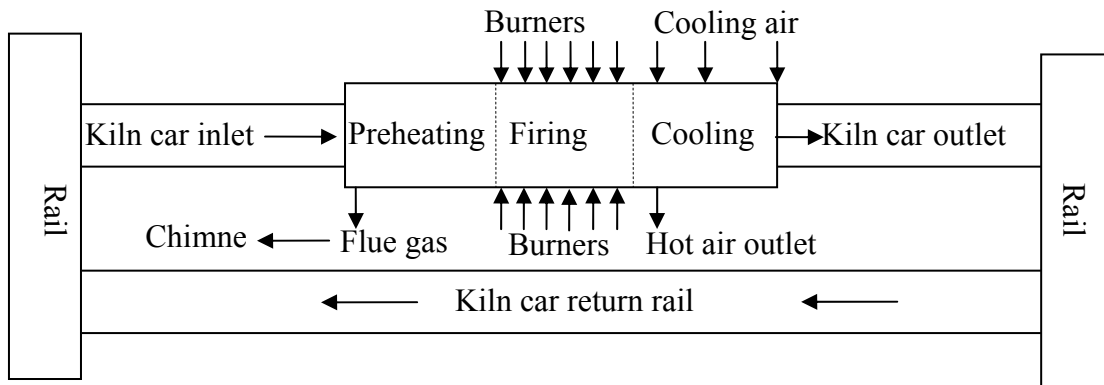 Burners
Cooling air
Kiln car inlet
Preheating
Firing
Cooling
Kiln car outlet
Rail
Rail
Chimne
Flue gas
Burners
Hot air outlet
Kiln car return rail